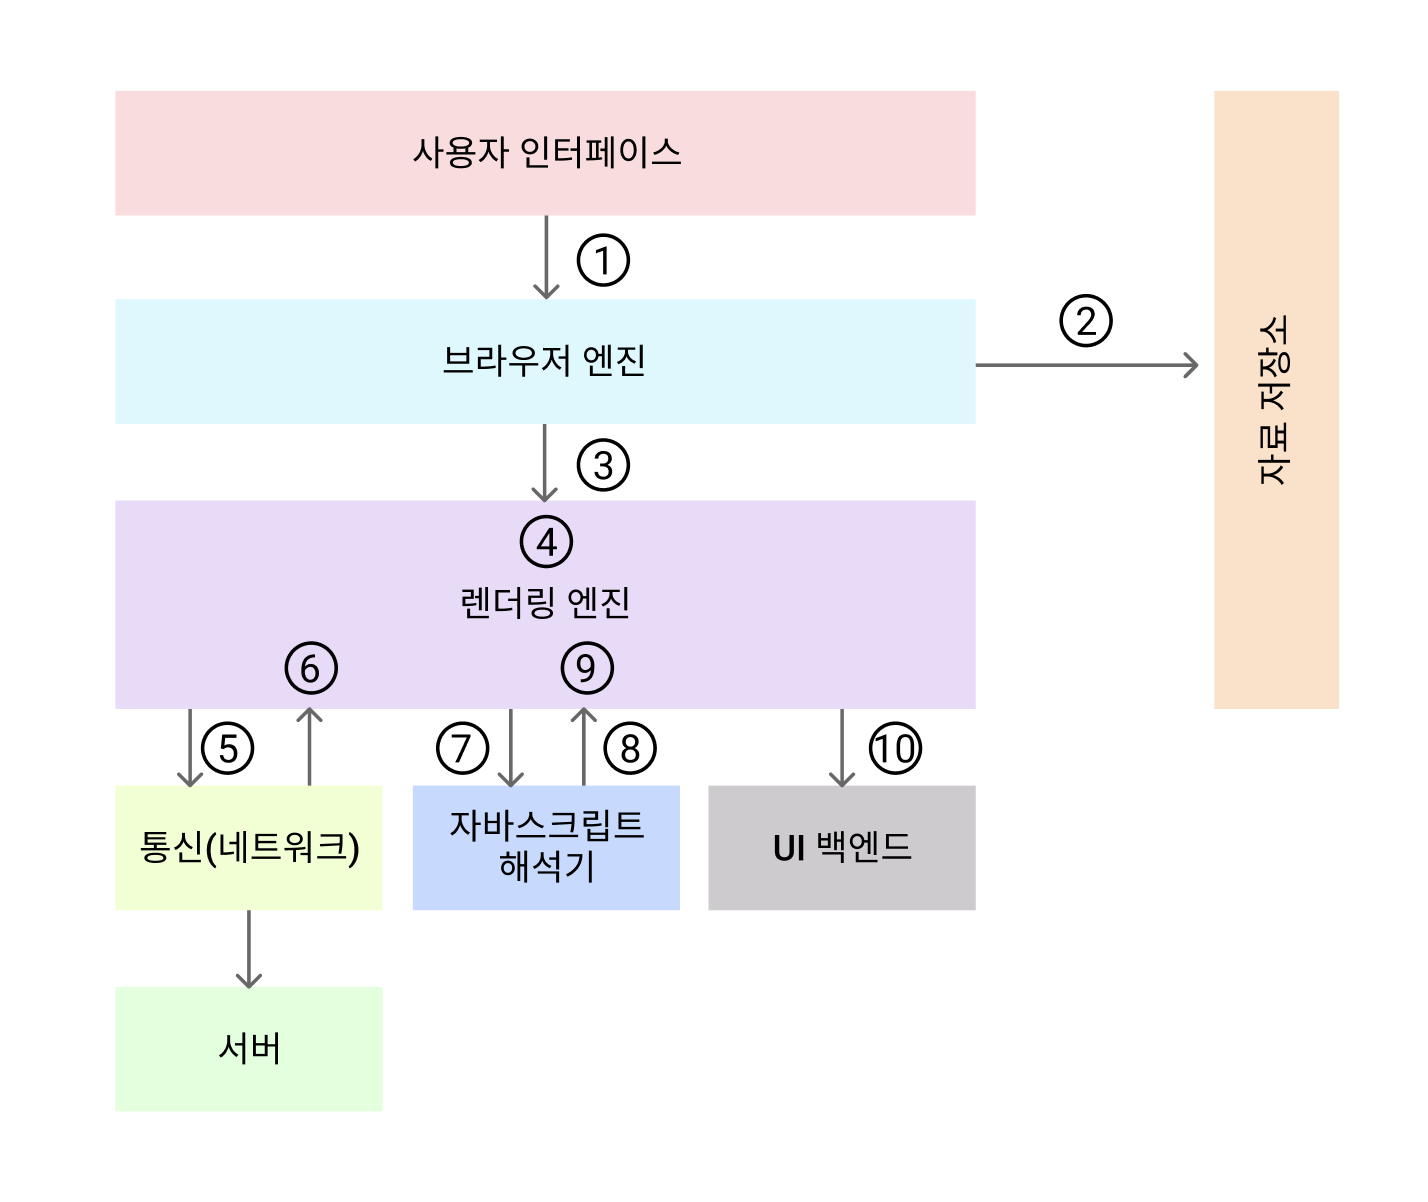 사용자 인터페이스
①
브라우저 엔진
②
자료 저장소
③
④
렌더링 엔진
⑥
⑨
⑤
⑦
⑧
⑩
통신(네트워크)
자바스크립트
해석기
UI 백엔드
서버